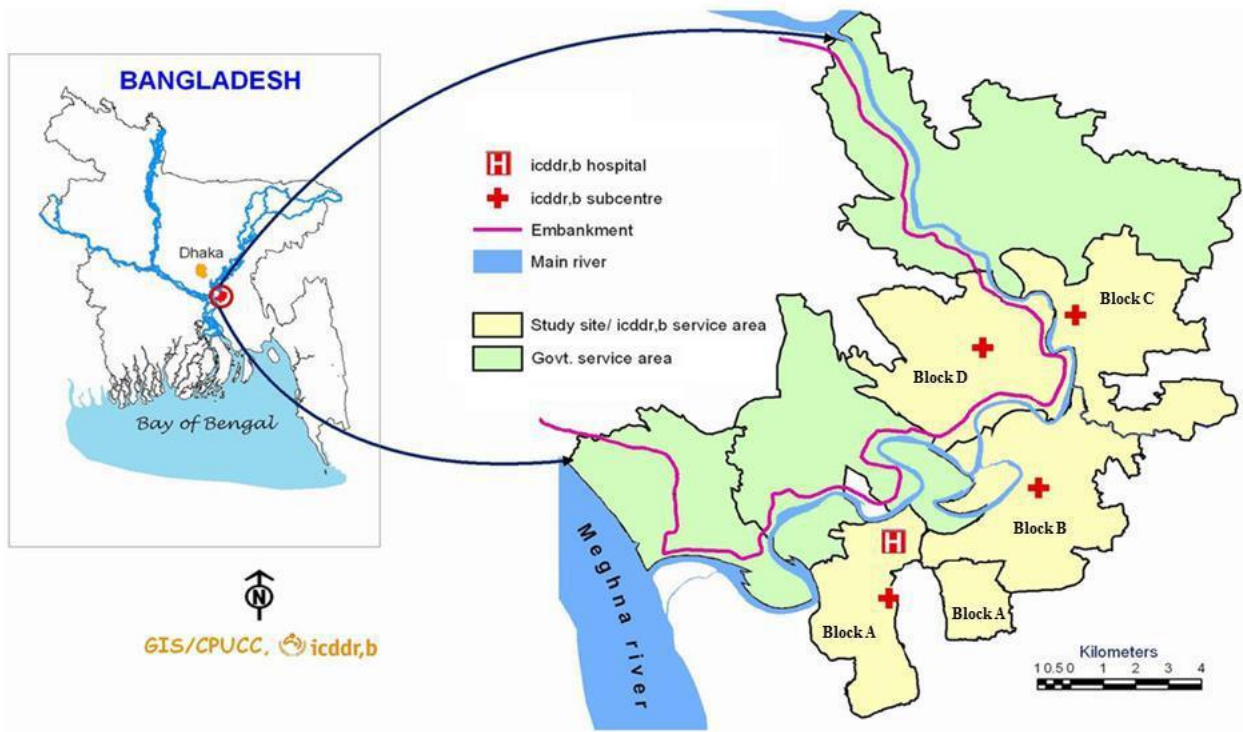 BANGLADESH
Dhaka
Bay of Bengal
N
GIS/CPUCC, icddr,b
H icddr,b hospital
icddr,b subcentre
Embankment
Main river
Study site/ icddr,b service area
Govt. service area
Block C
Block D
Block B
H
Block A
Block A
Meghna river
Kilometers
1 0.5 0 1 2 3 4